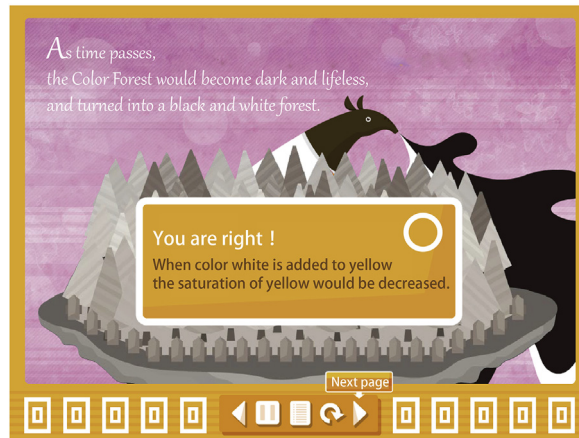 As time passes,
the Color Forest would become dark and lifeless,
and turned into a black and white forest.
You are right !
When color white is added to yellow
the saturation of yellow would be decreased.
Next page